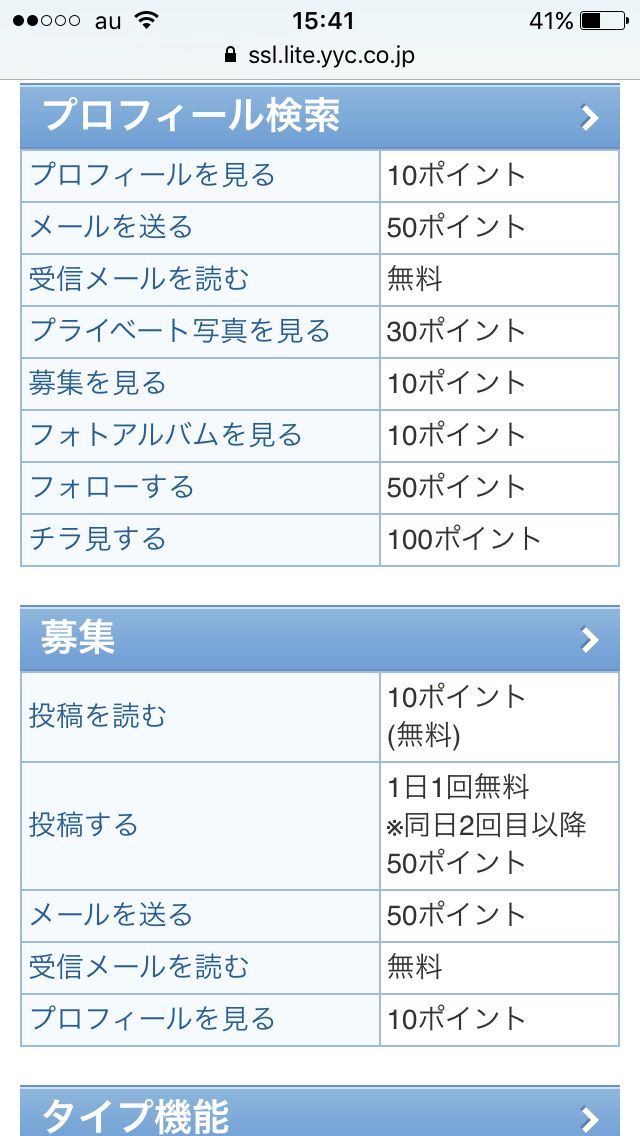 au 15:41 41%
ssl.lite.yyc.co.jp
プロフィール検索
プロフィールを見る 10ポイント
メールを送る 50ポイント
受信メールを読む 無料
プライベート写真を見る 30ポイント
募集を見る 10ポイント
フォトアルバムを見る 10ポイント
フォローする 50ポイント
チラ見する 100ポイント
募集
投稿を読む 10ポイント
(無料)
投稿する 1日1回無料
※同日2回目以降
50ポイント
メールを送る 50ポイント
受信メールを読む 無料
プロフィールを見る 10ポイント
タイプ機能